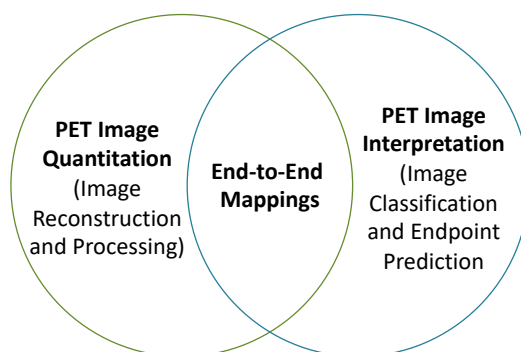 PET Image
Quantitation
(Image
Reconstruction
and Processing)
End-to-End
Mappings
PET Image
Interpretation
(Image
Classification
and Endpoint
Prediction